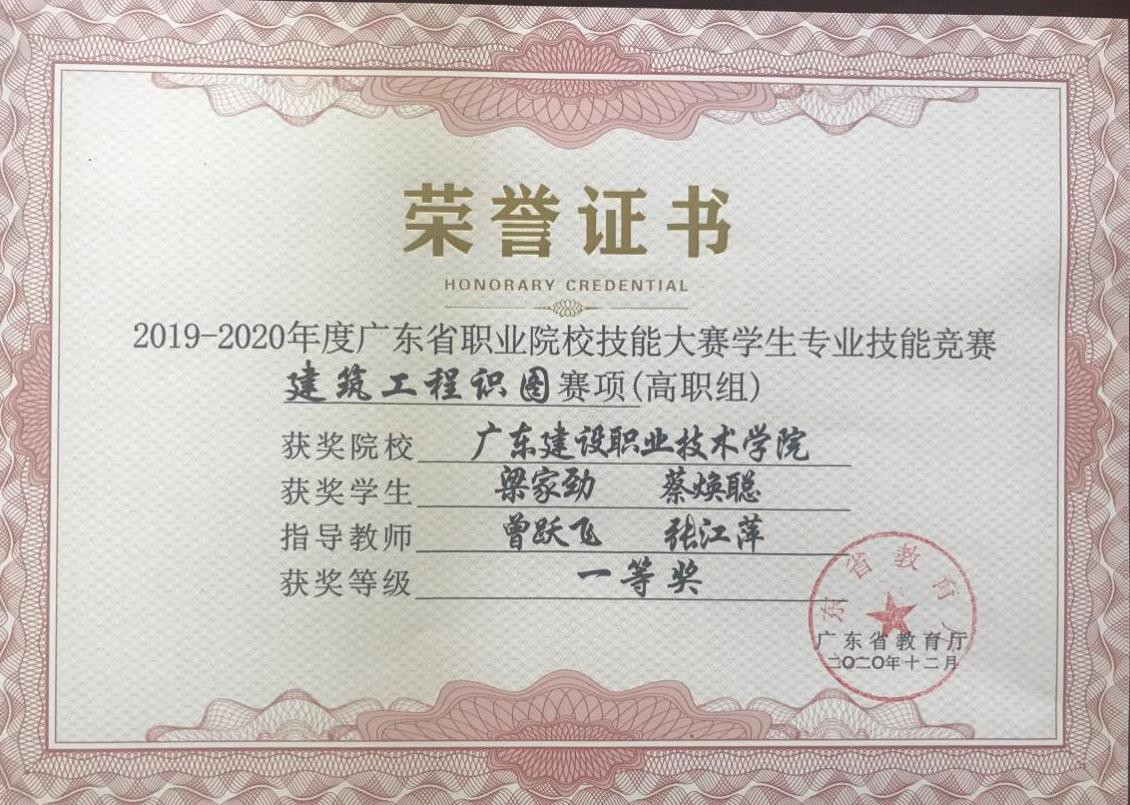 荣誉证书
HONORARY CREDENTIAL
2019-2020年度广东省职业院校技能大赛学生专业技能竞赛
建筑工程识图赛项(高职组)
获奖院校 广东建设职业技术学院
获奖学生 梁家劲 蔡焕聪
指导教师 曾跃飞 张江萍
获奖等级 一等奖
东省教育厅
广东省教育厅
二〇二〇年十二月